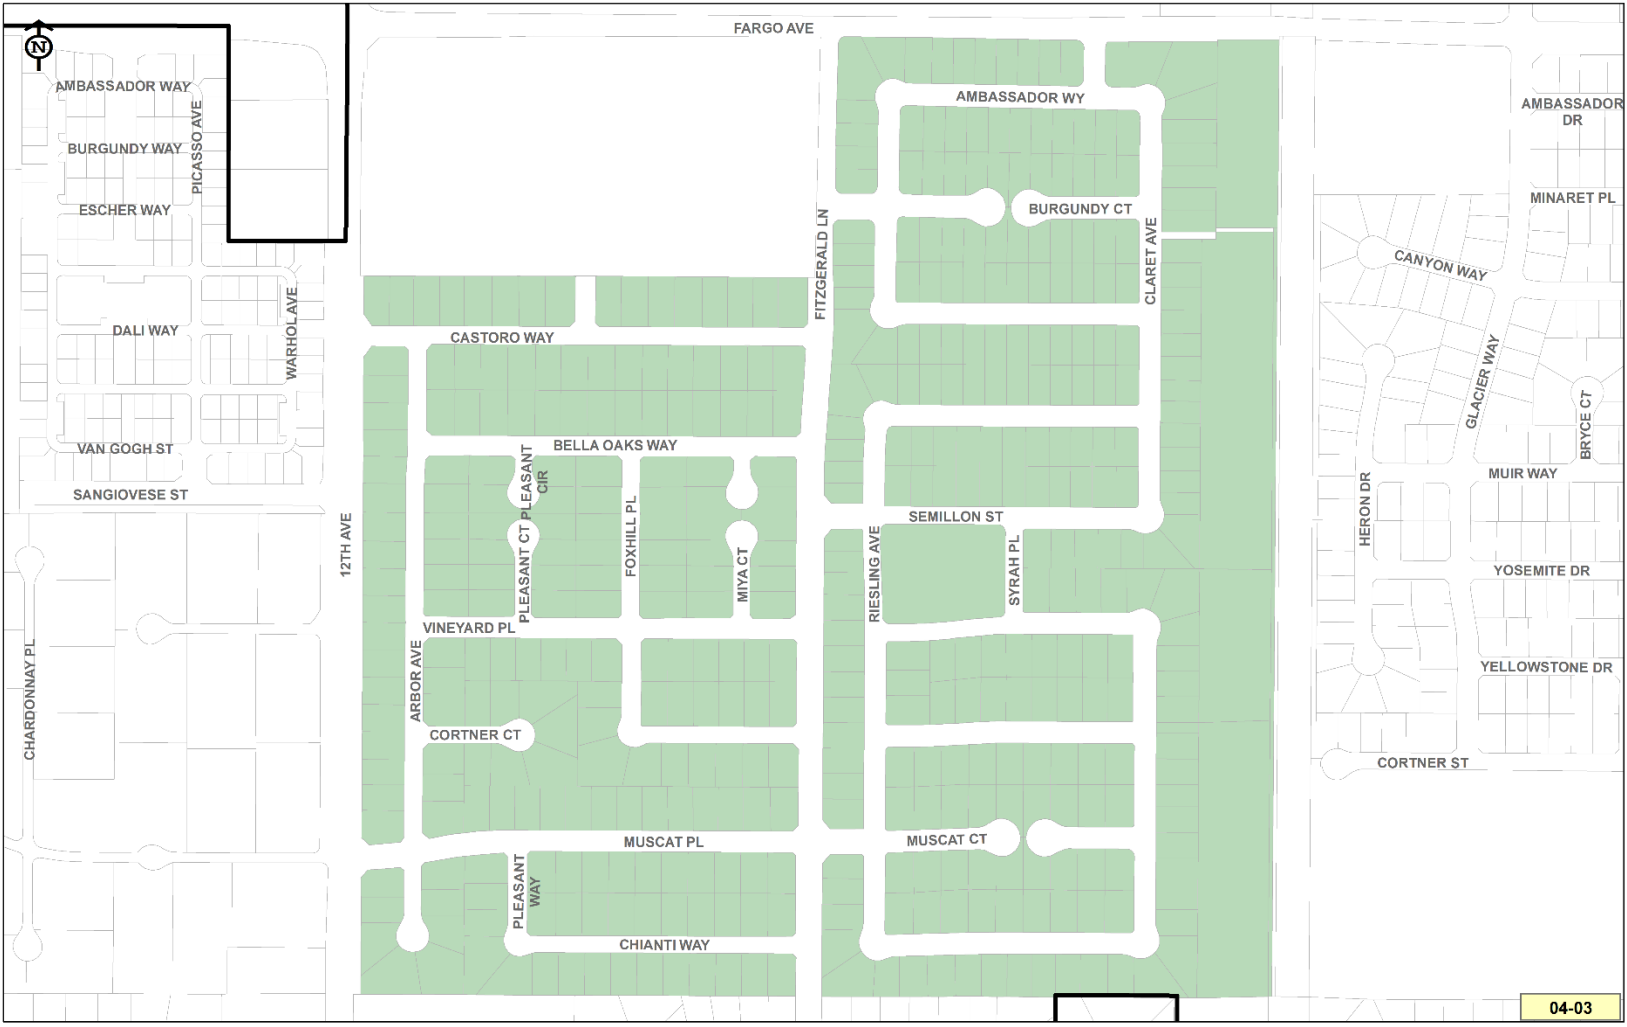 FARGO AVE
N
AMBASSADOR WAY
AMBASSADOR WY
AMBASSADOR
DR
PICASSO AVE
BURGUNDY WAY
MINARET PL
ESCHER WAY
BURGUNDY CT
FITZGERALD LN
CLARET AVE
CANYON WAY
DALI WAY
WARHOL AVE
CASTORO WAY
GLACIER WAY
BRYCE CT
VAN GOGH ST
BELLA OAKS WAY
PLEASANT
CIR
MUIR WAY
SANGIOVESE ST
HERON DR
SEMILLON ST
12TH AVE
PLEASANT CT
FOXHILL PL
MIYA CT
RIESLING AVE
SYRAH PL
YOSEMITE DR
VINEYARD PL
YELLOWSTONE DR
CHARDONNAY PL
ARBOR AVE
CORTNER CT
CORTNER ST
MUSCAT PL
MUSCAT CT
PLEASANT
WAY
CHIANTI WAY
04-03